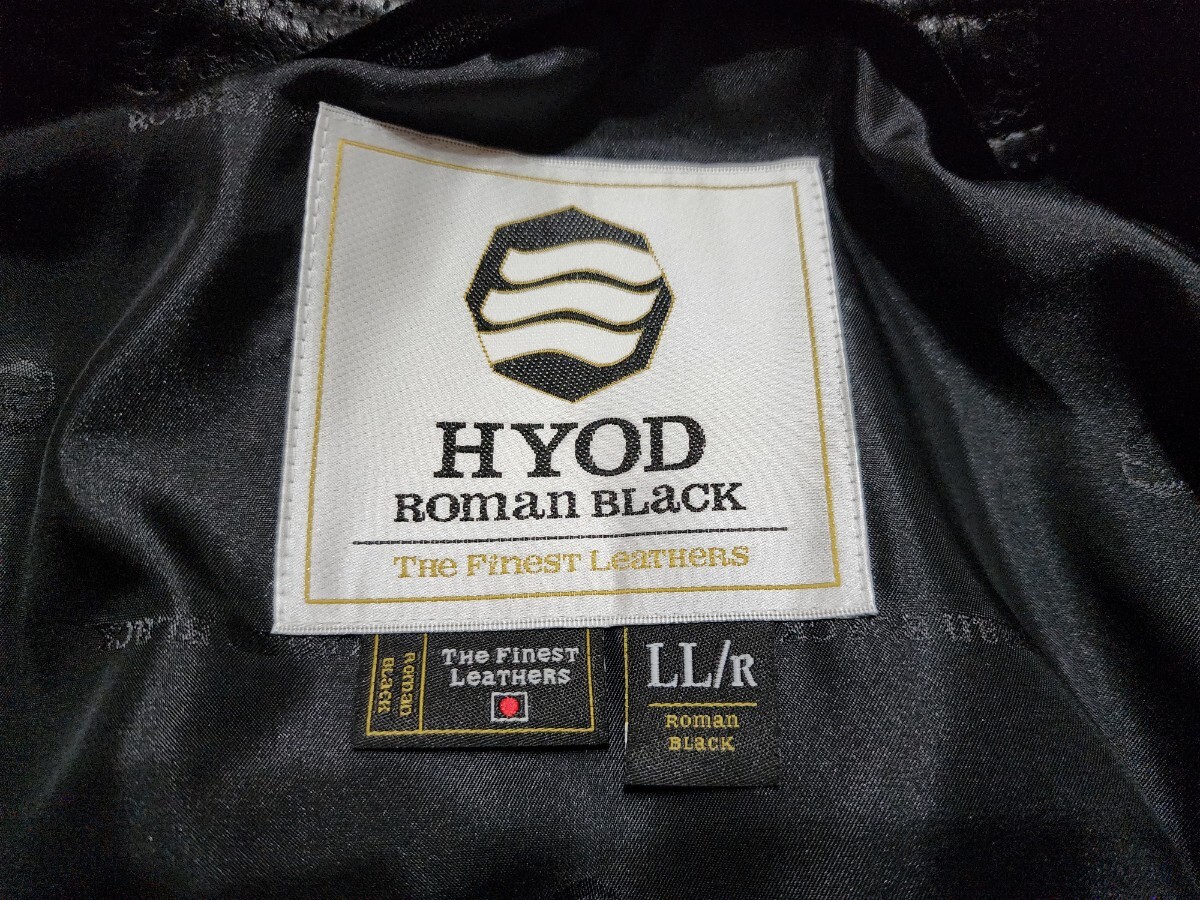 HYOD
Roman Black
The Finest Leathers
Roman
Black
The Finest
Leathers
LL/R
Roman
Black